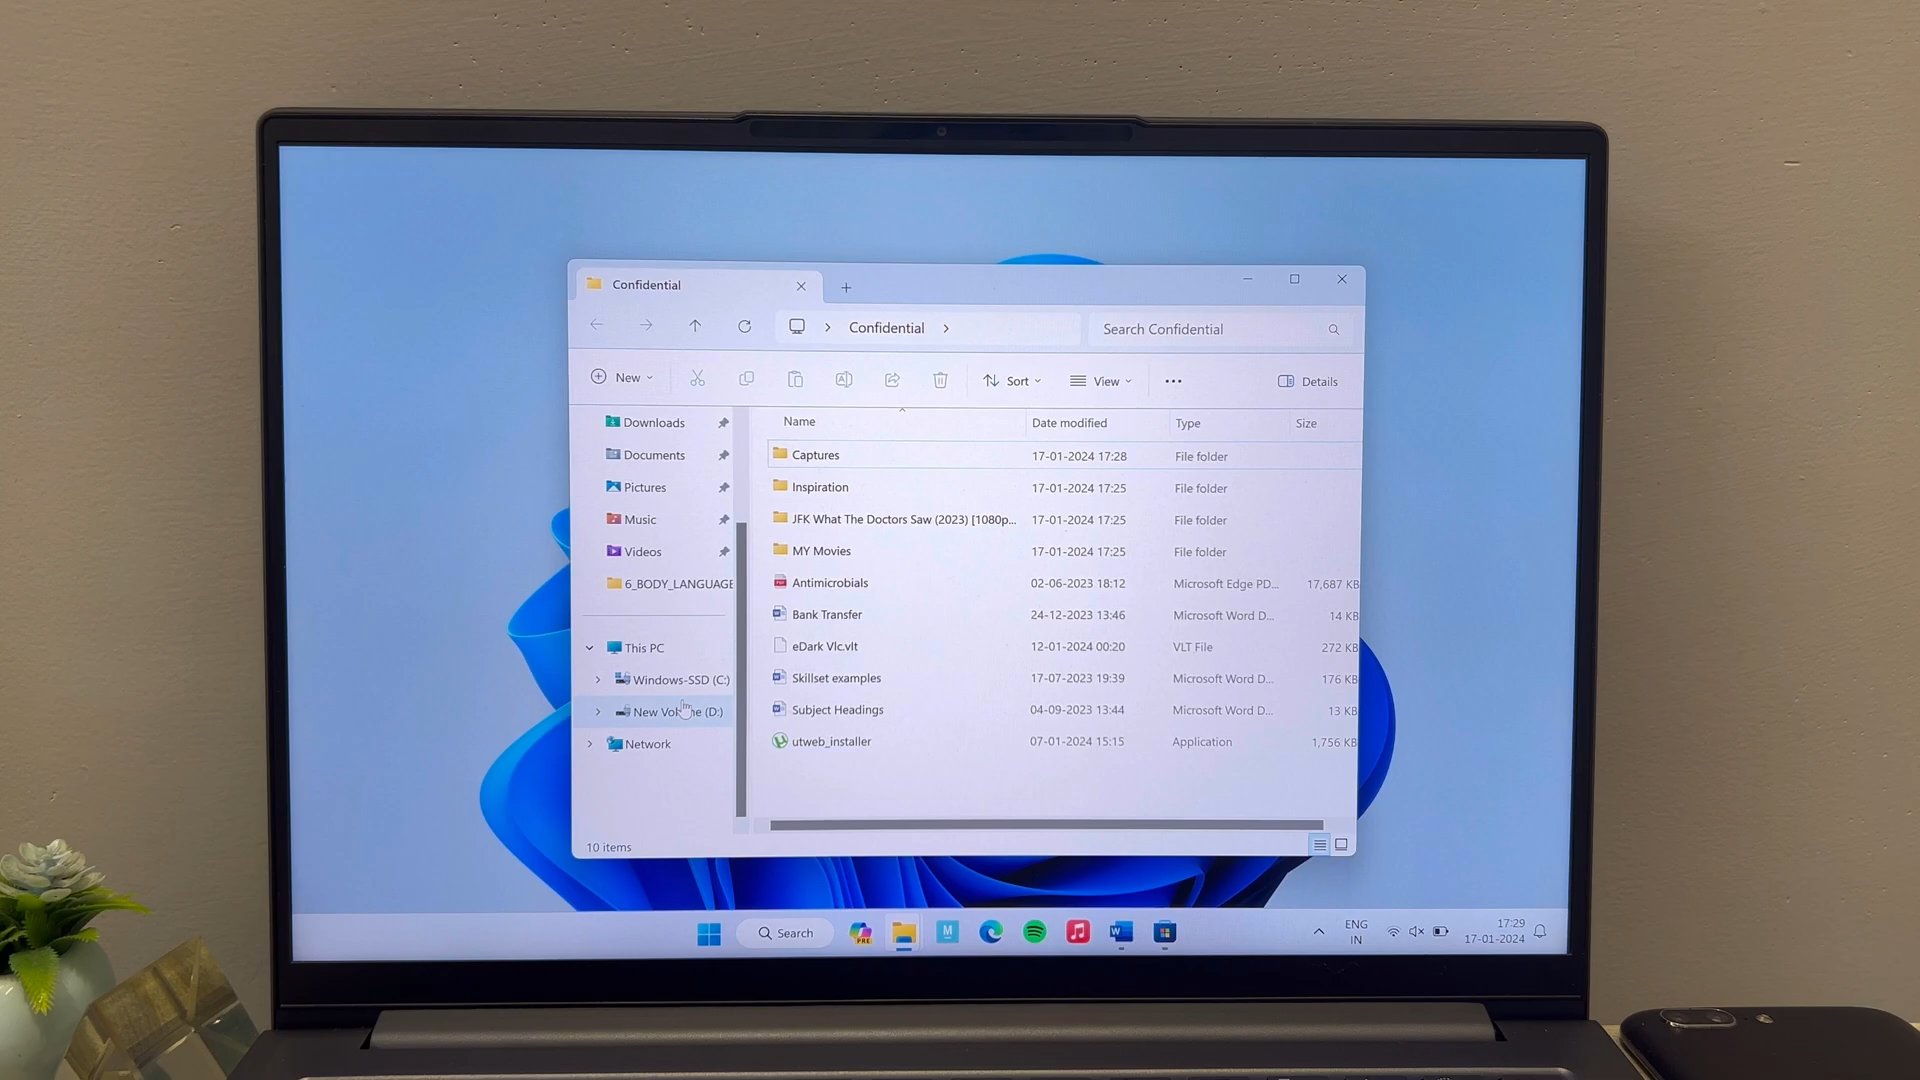 Confidential
Confidential
Search Confidential
New
Sort
View
Details
Name
Date modified
Type
Size
Downloads
Documents
Pictures
Music
Videos
6_BODY_LANGUAGE
This PC
Windows-SSD (C:)
New Vol me (D:)
Network
Captures 17-01-2024 17:28 File folder
Inspiration 17-01-2024 17:25 File folder
JFK What The Doctors Saw (2023) [1080p... 17-01-2024 17:25 File folder
MY Movies 17-01-2024 17:25 File folder
Antimicrobials 02-06-2023 18:12 Microsoft Edge PD... 17,687 KB
Bank Transfer 24-12-2023 13:46 Microsoft Word D... 14 KB
eDark Vlc.vlt 12-01-2024 00:20 VLT File 272 KB
Skillset examples 17-07-2023 19:39 Microsoft Word D... 176 KB
Subject Headings 04-09-2023 13:44 Microsoft Word D... 13 KB
utweb_installer 07-01-2024 15:15 Application 1,756 KB
10 items
Search
PRE
M
W
ENG
IN
17:29
17-01-2024